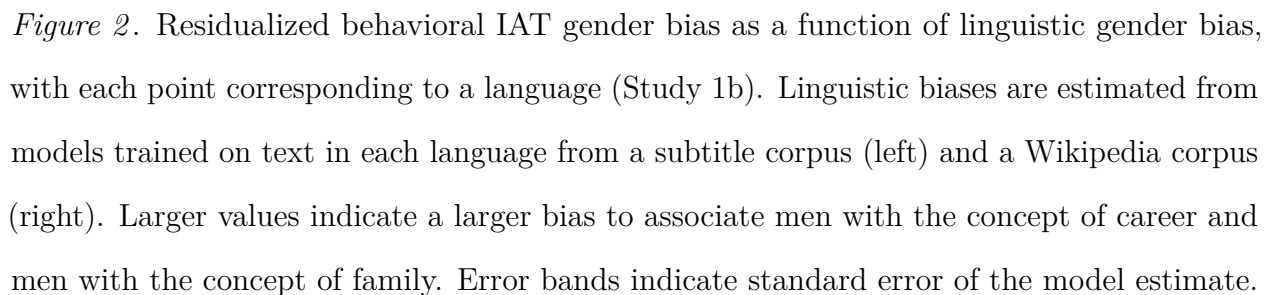 Figure 2. Residualized behavioral IAT gender bias as a function of linguistic gender bias,
with each point corresponding to a language (Study 1b). Linguistic biases are estimated from
models trained on text in each language from a subtitle corpus (left) and a Wikipedia corpus
(right). Larger values indicate a larger bias to associate men with the concept of career and
men with the concept of family. Error bands indicate standard error of the model estimate.